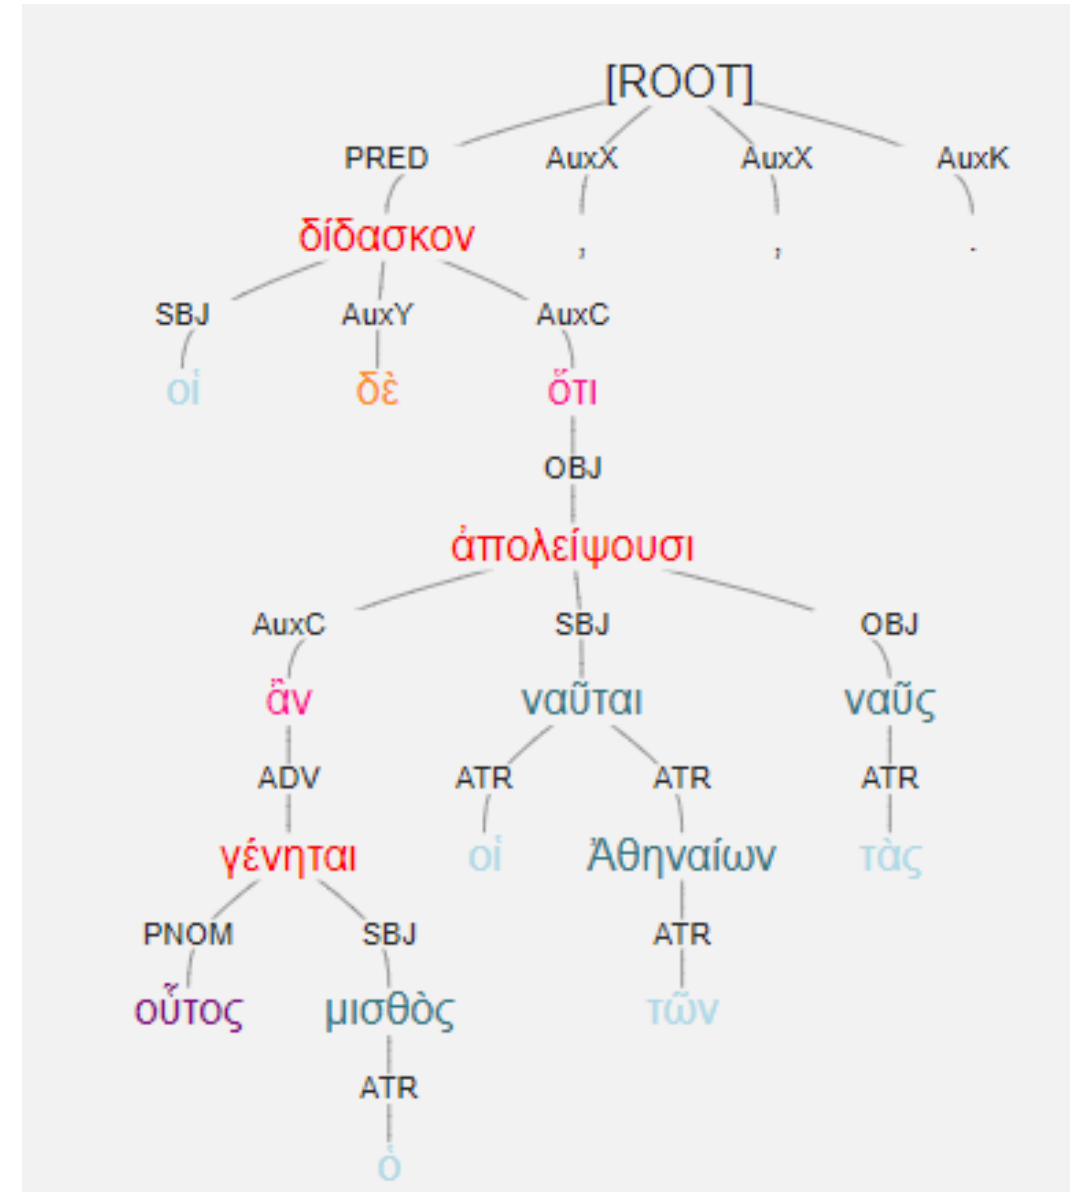 [ROOT]
PRED AuxX AuxX AuxK
δίδασκον , , .
SBJ AuxY AuxC
οἱ δὲ ὅτι
OBJ
ἀπολείψουσι
AuxC SBJ OBJ
ἂν ναῦται ναῦς
ADV ATR ATR ATR
γένηται οἱ Ἀθηναίων τὰς
PNOM SBJ ATR
οὗτος μισθὸς τῶν
ATR
ὁ